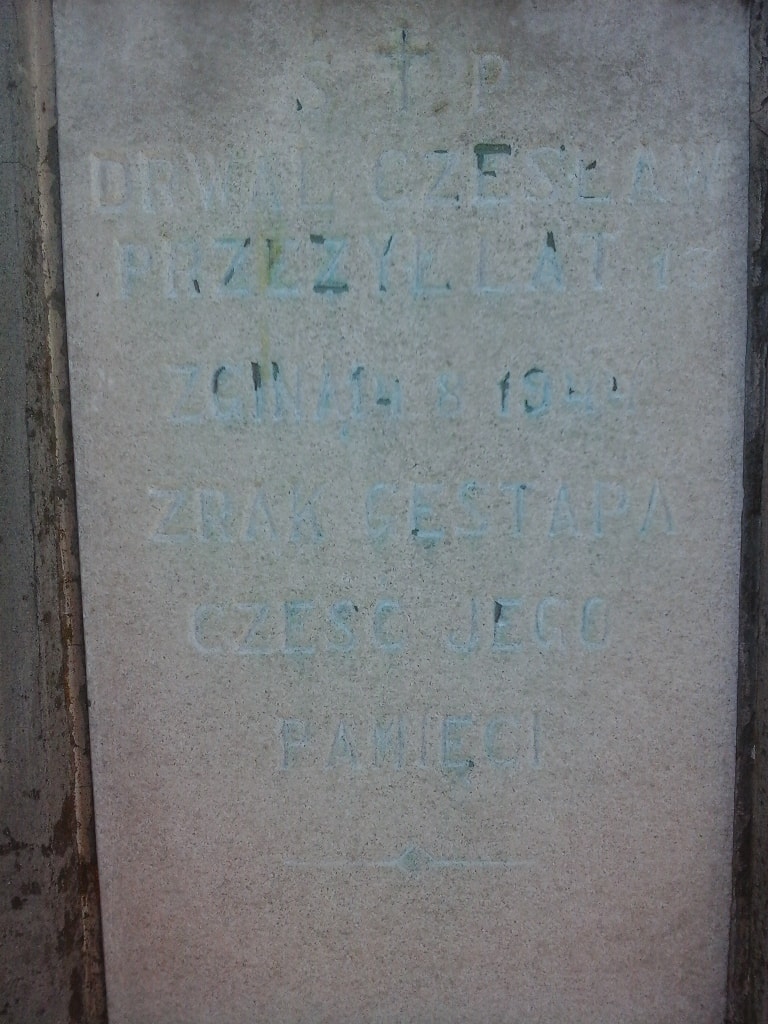 Ś † P
DRWAL CZESŁAW
PRZEŻYŁ LAT
ZGINĄŁ 14 8 1944
Z RĄK GESTAPA
CZEŚĆ JEGO
PAMIĘCI